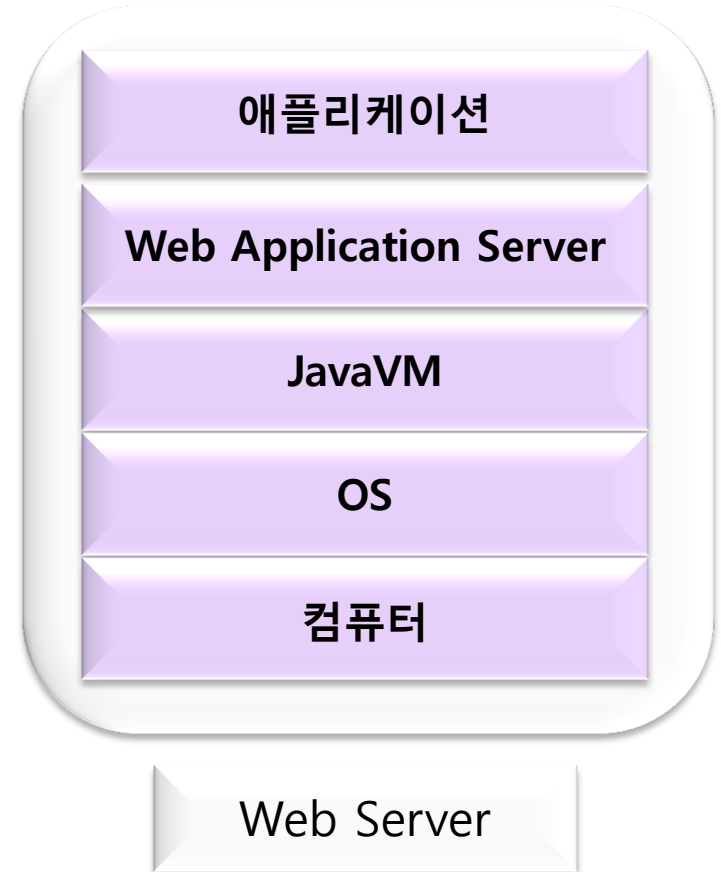 애플리케이션
Web Application Server
JavaVM
OS
컴퓨터
Web Server